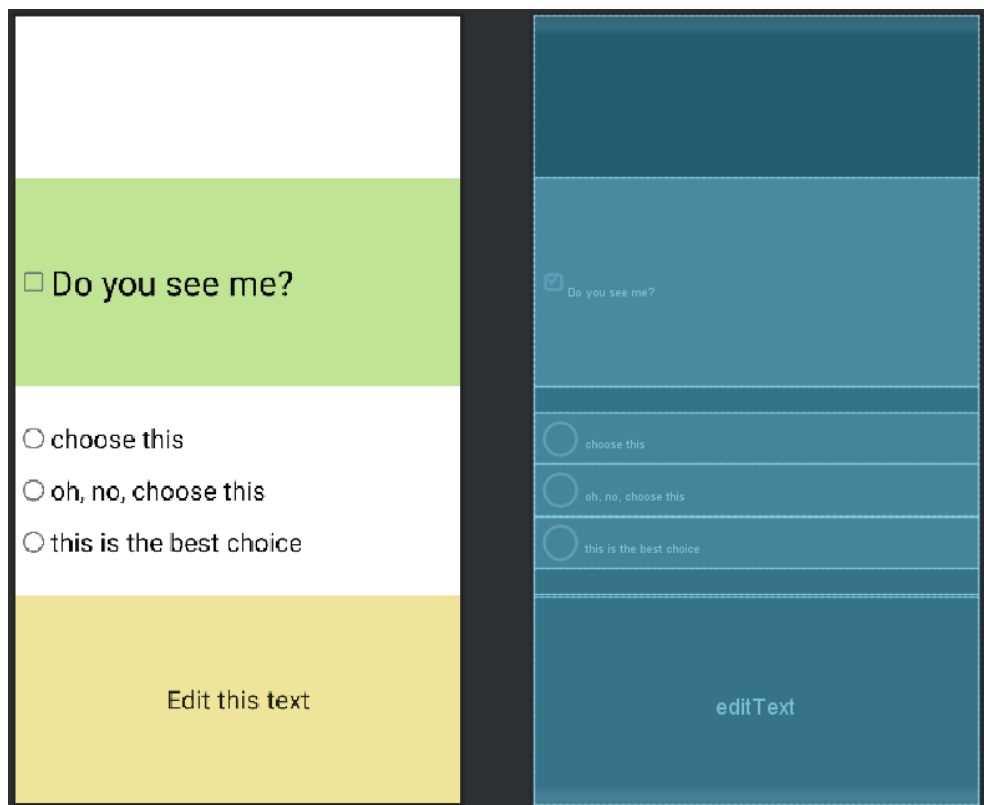 Do you see me?
choose this
oh, no, choose this
this is the best choice
Edit this text
Do you see me?
choose this
oh, no, choose this
this is the best choice
editText